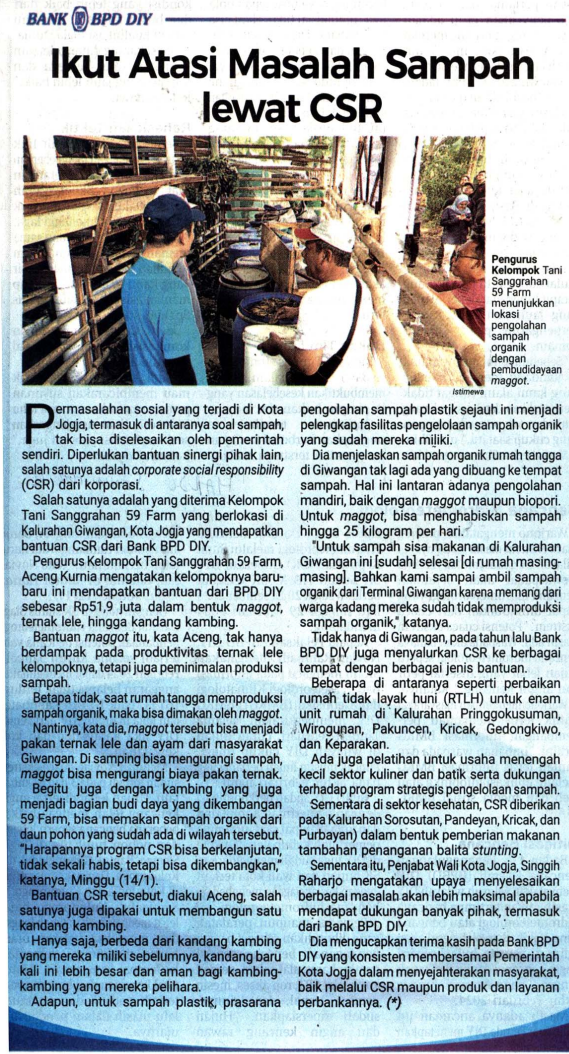 BANK BPD DIY
Ikut Atasi Masalah Sampah
lewat CSR
Pengurus
Kelompok Tani
Sanggrahan
59 Farm
menunjukkan
lokasi
pengolahan
sampah
organik
dengan
pembudidayaan
maggot.
Istimewa
Permasalahan sosial yang terjadi di Kota
Jogja, termasuk di antaranya soal sampah,
tak bisa diselesaikan oleh pemerintah
sendiri. Diperlukan bantuan sinergi pihak lain,
salah satunya adalah corporate social responsibility
(CSR) dari korporasi.
Salah satunya adalah yang diterima Kelompok
Tani Sanggrahan 59 Farm yang berlokasi di
Kalurahan Giwangan, Kota Jogja yang mendapatkan
bantuan CSR dari Bank BPD DIY.
Pengurus Kelompok Tani Sanggrahan 59 Farm,
Aceng Kurnia mengatakan kelompoknya baru-
baru ini mendapatkan bantuan dari BPD DIY
sebesar Rp51,9 juta dalam bentuk maggot,
ternak lele, hingga kandang kambing.
Bantuan maggot itu, kata Aceng, tak hanya
berdampak pada produktivitas ternak lele
kelompoknya, tetapi juga peminimalan produksi
sampah.
Betapa tidak, saat rumah tangga memproduksi
sampah organik, maka bisa dimakan oleh maggot.
Nantinya, kata dia, maggot tersebut bisa menjadi
pakan ternak lele dan ayam dari masyarakat
Giwangan. Di samping bisa mengurangi sampah,
maggot bisa mengurangi biaya pakan ternak.
Begitu juga dengan kambing yang juga
menjadi bagian budi daya yang dikembangan
59 Farm, bisa memakan sampah organik dari
daun pohon yang sudah ada di wilayah tersebut.
"Harapannya program CSR bisa berkelanjutan,
tidak sekali habis, tetapi bisa dikembangkan,"
katanya, Minggu (14/1).
Bantuan CSR tersebut, diakui Aceng, salah
satunya juga dipakai untuk membangun satu
kandang kambing.
Hanya saja, berbeda dari kandang kambing
yang mereka miliki sebelumnya, kandang baru
kali ini lebih besar dan aman bagi kambing-
kambing yang mereka pelihara.
Adapun, untuk sampah plastik, prasarana
pengolahan sampah plastik sejauh ini menjadi
pelengkap fasilitas pengelolaan sampah organik
yang sudah mereka miliki.
Dia menjelaskan sampah organik rumah tangga
di Giwangan tak lagi ada yang dibuang ke tempat
sampah. Hal ini lantaran adanya pengolahan
mandiri, baik dengan maggot maupun biopori.
Untuk maggot, bisa menghabiskan sampah
hingga 25 kilogram per hari.
"Untuk sampah sisa makanan di Kalurahan
Giwangan ini [sudah] selesai [di rumah masing-
masing]. Bahkan kami sampai ambil sampah
organik dari Terminal Giwangan karena memang dari
warga kadang mereka sudah tidak memproduksi
sampah organik," katanya.
Tidak hanya di Giwangan, pada tahun lalu Bank
BPD DIY juga menyalurkan CSR ke berbagai
tempat dengan berbagai jenis bantuan.
Beberapa di antaranya seperti perbaikan
rumah tidak layak huni (RTLH) untuk enam
unit rumah di Kalurahan Pringgokusuman,
Wirogunan, Pakuncen, Kricak, Gedongkiwo,
dan Keparakan.
Ada juga pelatihan untuk usaha menengah
kecil sektor kuliner dan batik serta dukungan
terhadap program strategis pengelolaan sampah.
Sementara di sektor kesehatan, CSR diberikan
pada Kalurahan Sorosutan, Pandeyan, Kricak, dan
Purbayan) dalam bentuk pemberian makanan
tambahan penanganan balita stunting.
Sementara itu, Penjabat Wali Kota Jogja, Singgih
Raharjo mengatakan upaya menyelesaikan
berbagai masalah akan lebih maksimal apabila
mendapat dukungan banyak pihak, termasuk
dari Bank BPD DIY.
Dia mengucapkan terima kasih pada Bank BPD
DIY yang konsisten membersamai Pemerintah
Kota Jogja dalam menyejahterakan masyarakat,
baik melalui CSR maupun produk dan layanan
perbankannya. (*)